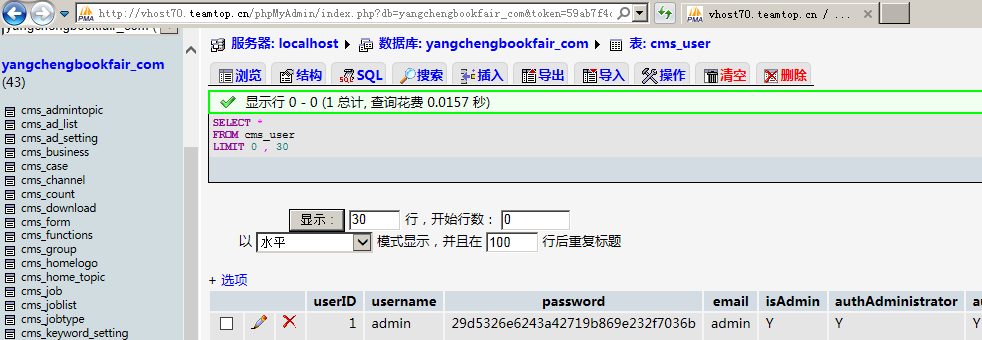 http://vhost70.teamtop.cn/phpMyAdmin/index.php?db=yangchengbookfair_com&token=59ab7f4
vhost70.teamtop.cn / ...
yangchengbookfair_com
(43)
cms_admintopic
cms_ad_list
cms_ad_setting
cms_business
cms_case
cms_channel
cms_count
cms_download
cms_form
cms_functions
cms_group
cms_homelogo
cms_home_topic
cms_job
cms_joblist
cms_jobtype
cms_keyword_setting
服务器: localhost 数据库: yangchengbookfair_com 表: cms_user
浏览 结构 SQL 搜索 插入 导出 导入 操作 清空 删除
显示行 0 - 0 (1 总计, 查询花费 0.0157 秒)
SELECT *
FROM cms_user
LIMIT 0 , 30
显示: 30 行，开始行数： 0
以 水平 模式显示，并且在 100 行后重复标题
+ 选项
userID username password email isAdmin authAdministrator
1 admin 29d5326e6243a42719b869e232f7036b admin Y Y Y